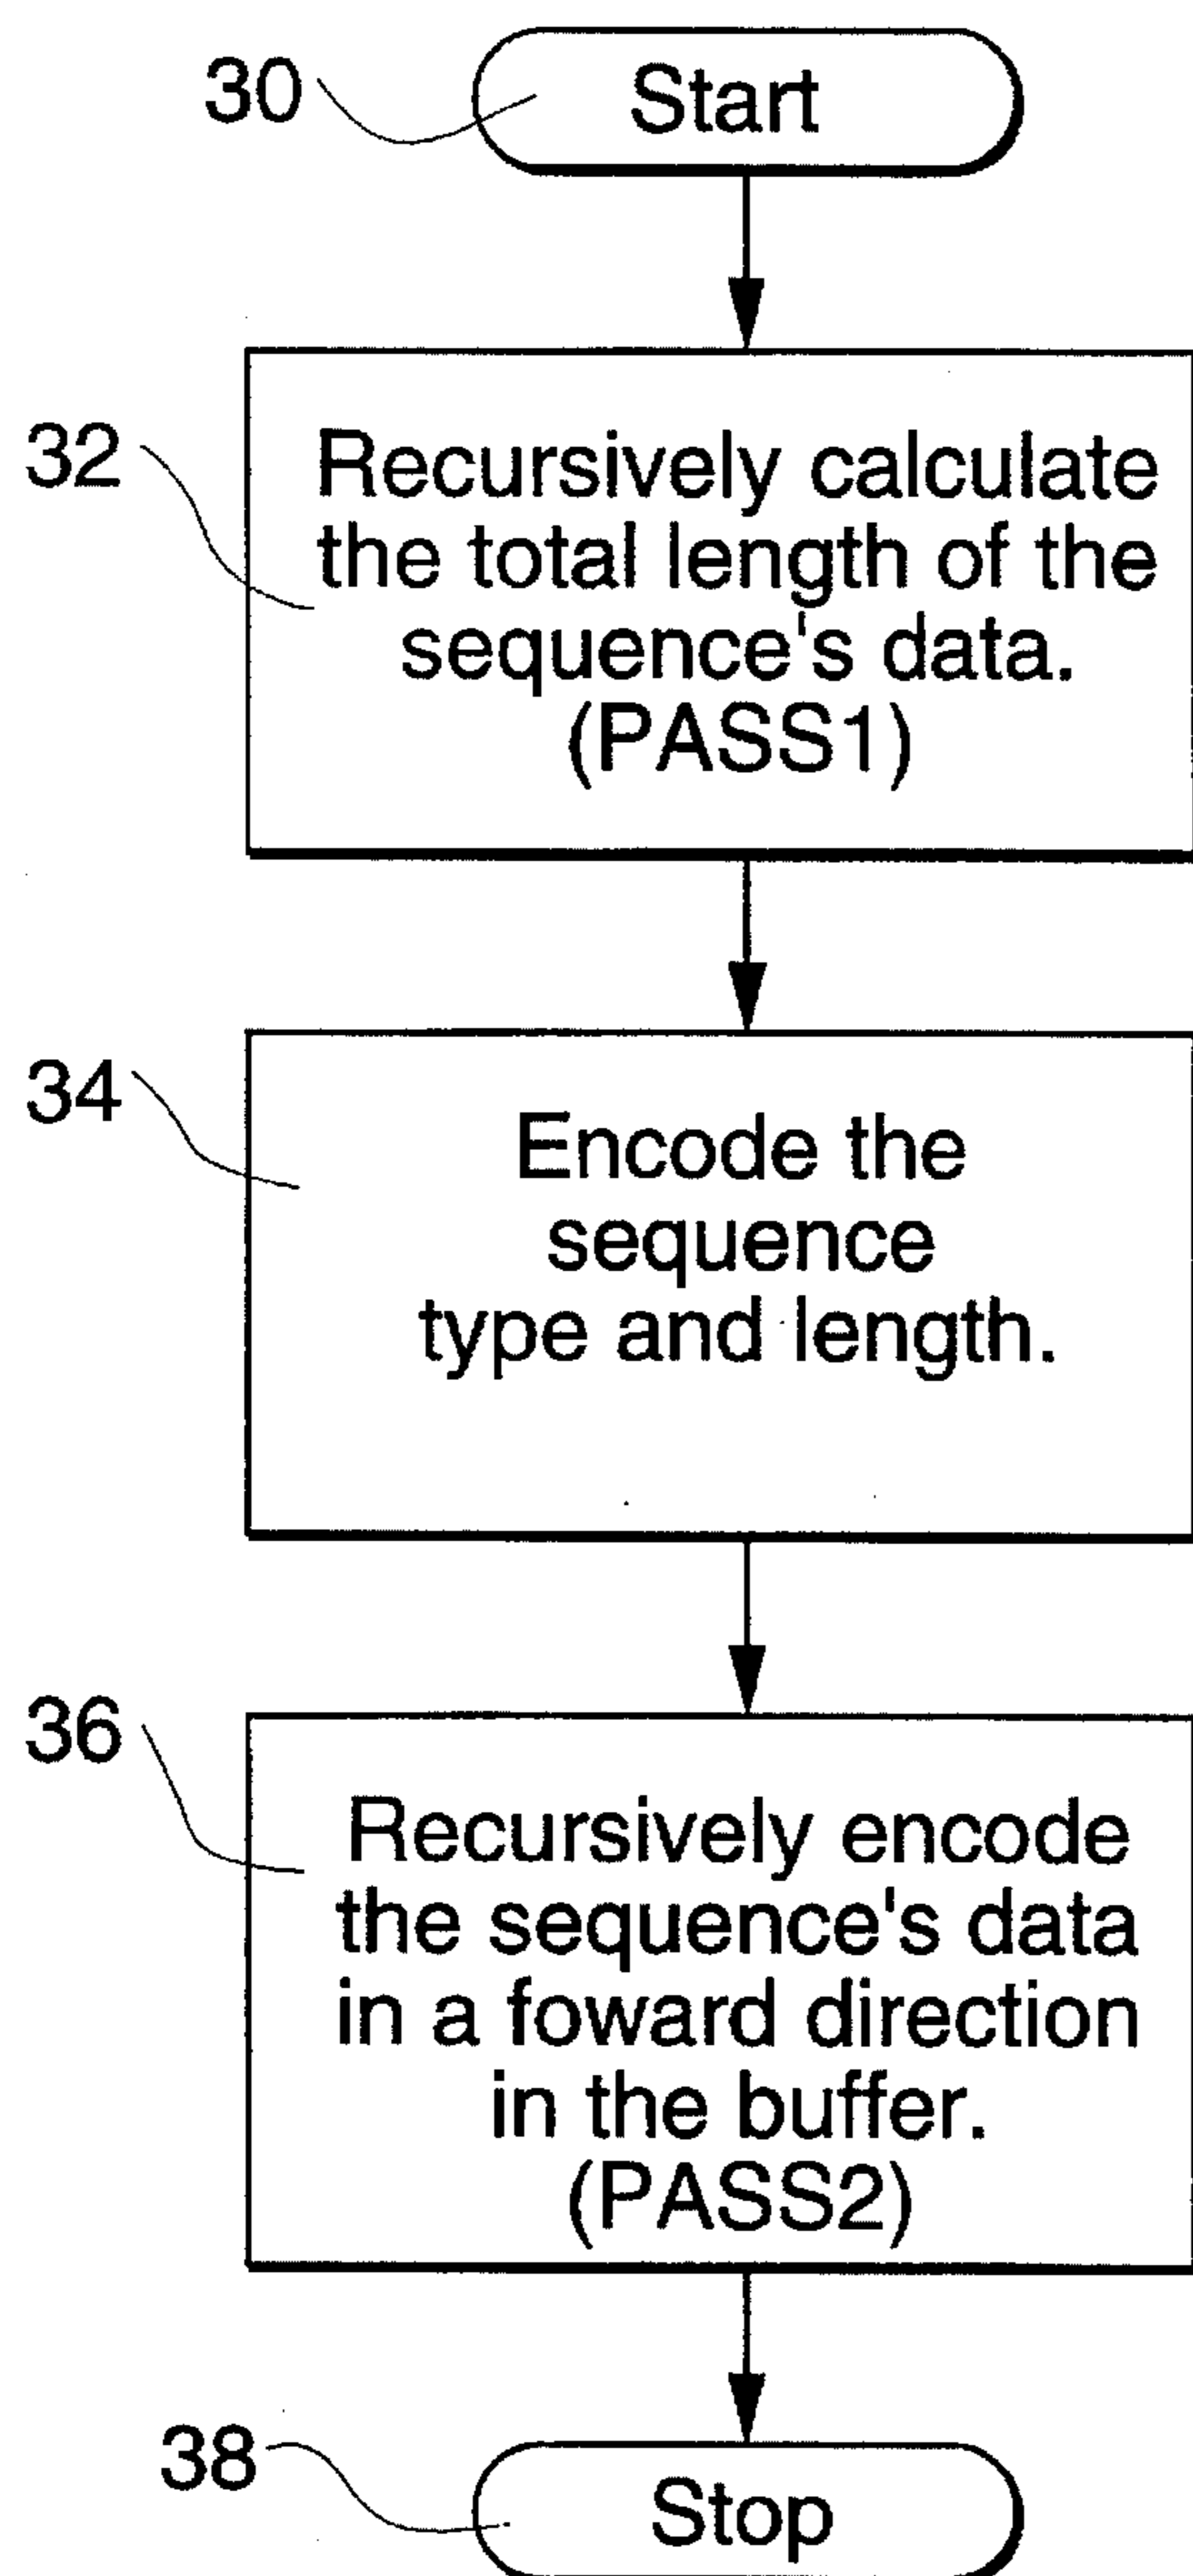 30
Start
32
Recursively calculate
the total length of the
sequence's data.
(PASS1)
34
Encode the
sequence
type and length.
36
Recursively encode
the sequence's data
in a foward direction
in the buffer.
(PASS2)
38
Stop